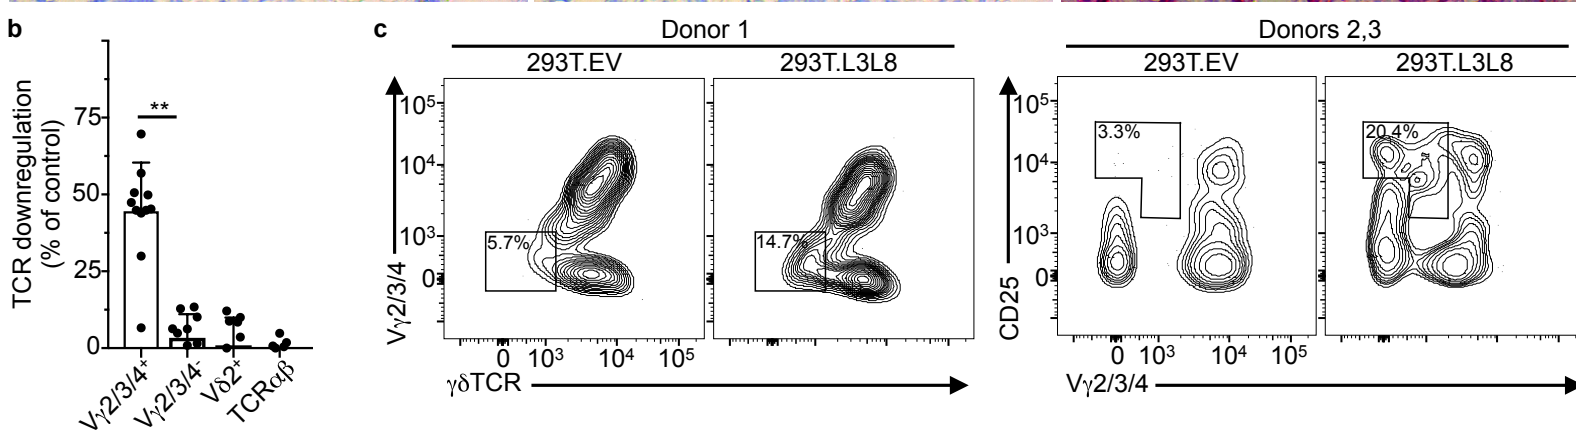 b
TCR downregulation
(% of control)
75
50
25
0
**
Vγ2/3/4⁺
Vγ2/3/4⁻
Vδ2⁺
TCRαβ
c
Donor 1
293T.EV
293T.L3L8
Vγ2/3/4
10⁵
10⁴
10³
0
5.7%
14.7%
0 10³ 10⁴ 10⁵
γδTCR
Donors 2,3
293T.EV
293T.L3L8
CD25
10⁵
10⁴
10³
0
3.3%
20.4%
0 10³ 10⁴ 10⁵
Vγ2/3/4